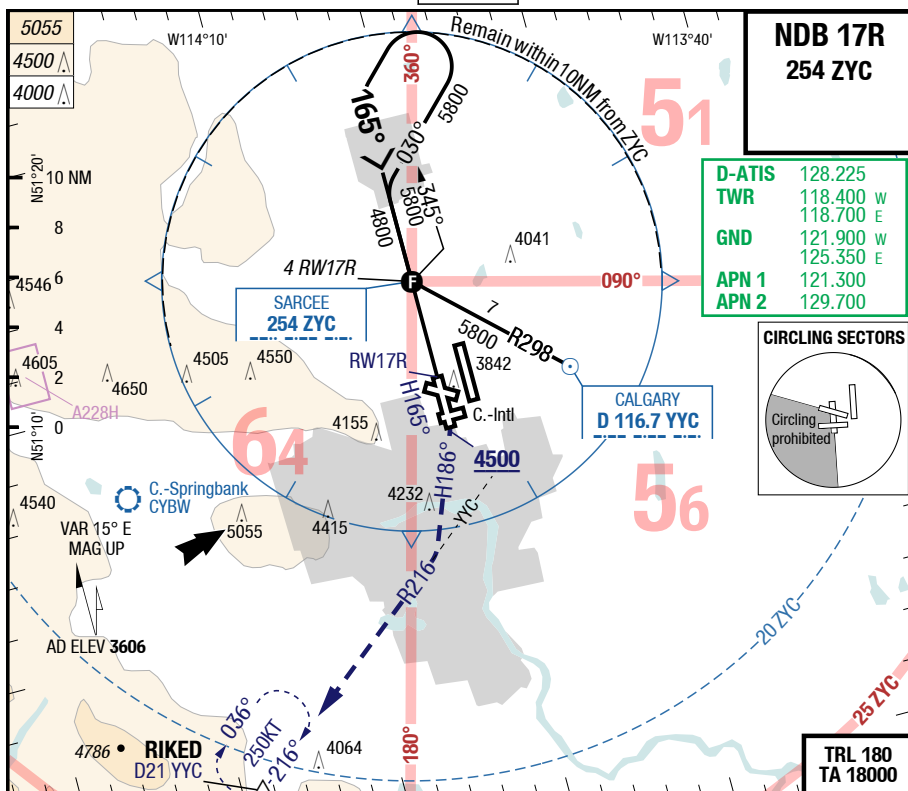 5055
4500
4000
W114°10'
W113°40'
NDB 17R
254 ZYC
Remain within 10NM from ZYC
360°
165°
030°
5800
51
D-ATIS 128.225
TWR 118.400 W
118.700 E
GND 121.900 W
125.350 E
APN 1 121.300
APN 2 129.700
N51°20'
10 NM
8
6
4
2
0
N51°10'
345°
5800
4800
4041
4 RW17R
F
090°
SARCEE
254 ZYC
7
5800
R298
4546
4605
4650
4505
4550
A228H
RW17R
3842
H165°
C.-Intl
CALGARY
D 116.7 YYC
CIRCLING SECTORS
Circling
prohibited
64
4155
4500
H186°
4232
YYC
56
C.-Springbank
CYBW
4540
5055
4415
VAR 15° E
MAG UP
R216
AD ELEV 3606
20 ZYC
25 ZYC
036°
250KT
216°
180°
4786
RIKED
D21 YYC
4064
TRL 180
TA 18000